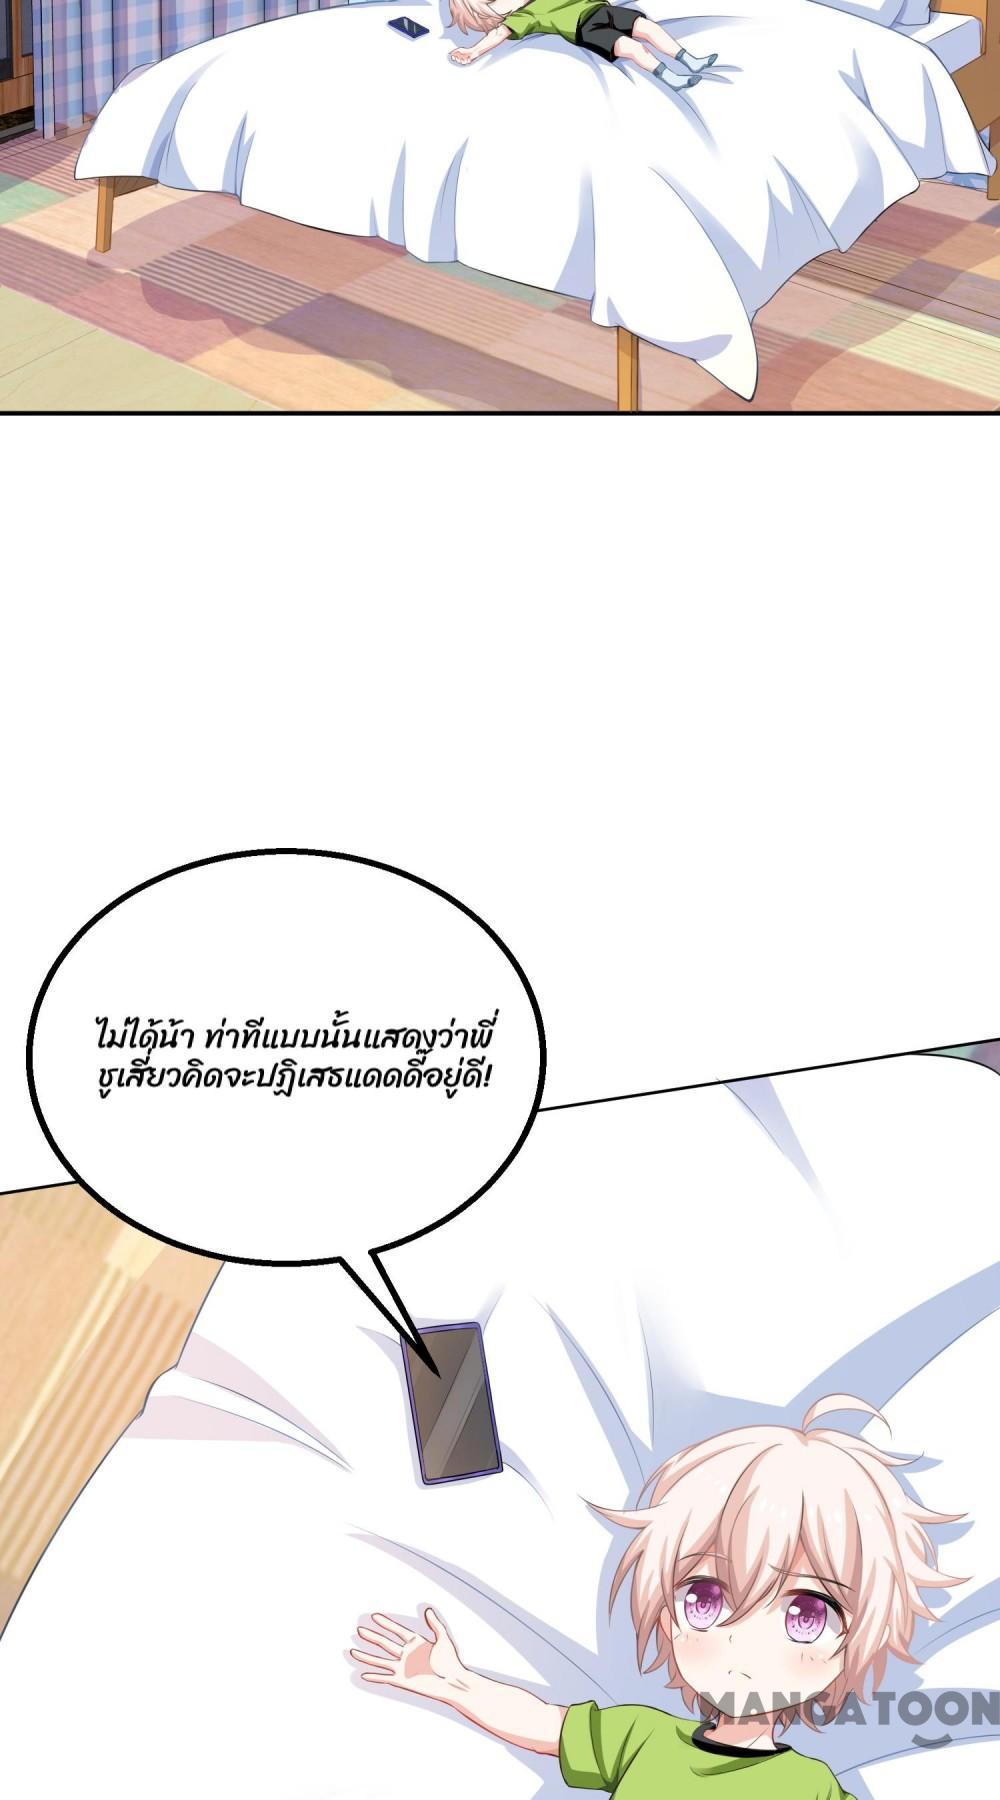 ไม่ได้น้า ท่าทีแบบนั้นแสดงว่าพี่
ชูเสี่ยวคิดจะปฏิเสธแดดดี๊อยู่ดี!
MANGATOON